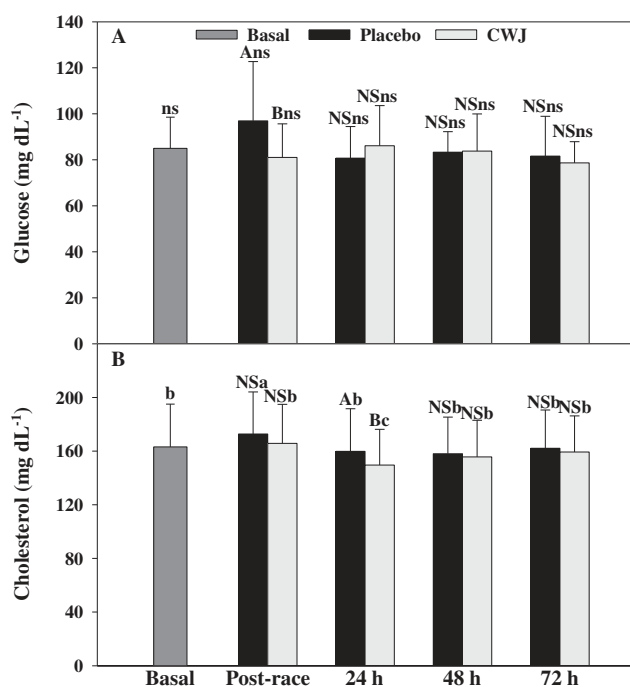 140
A
Basal
Placebo
CWJ
120
100
80
60
40
20
0
Glucose (mg dL⁻¹)
ns
Ans
Bns
NSns
NSns
NSns
NSns
NSns
NSns
B
200
160
120
80
40
0
Cholesterol (mg dL⁻¹)
b
NSa
NSb
Ab
Bc
NSb
NSb
NSb
NSb
Basal
Post-race
24 h
48 h
72 h